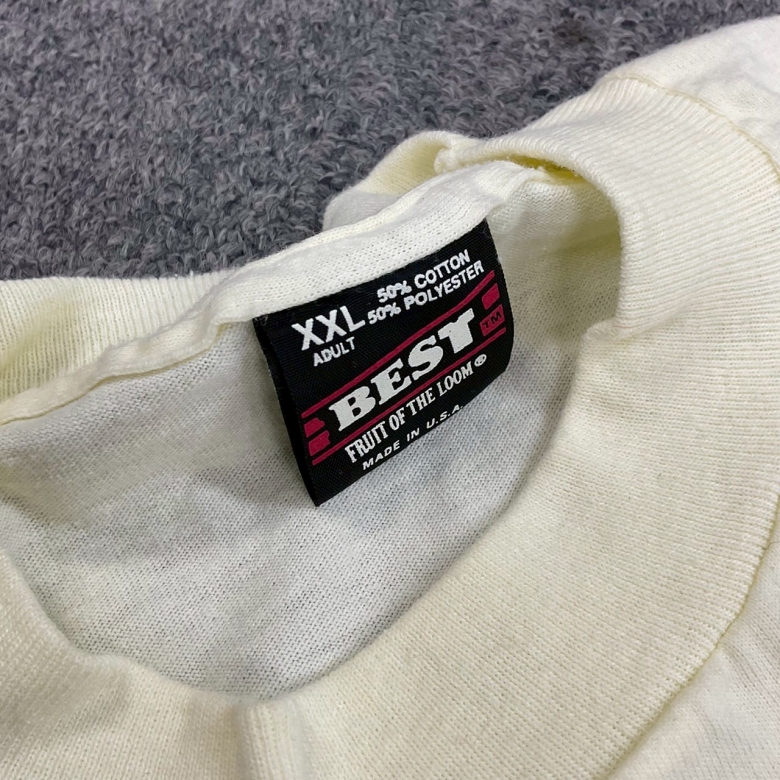 XXL
ADULT
50% COTTON
50% POLYESTER
BEST TM
FRUIT OF THE LOOM ®
MADE IN U.S.A.